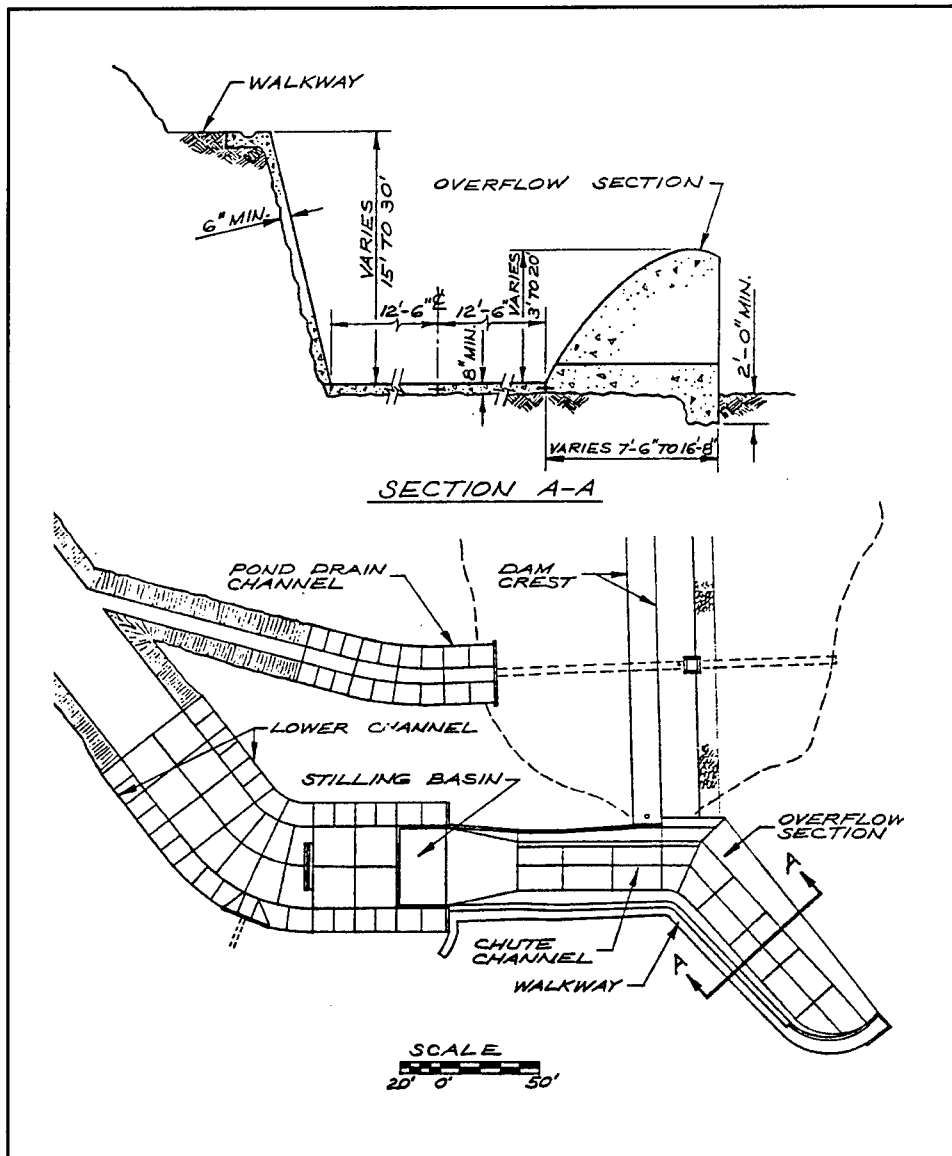 WALKWAY
OVERFLOW SECTION
6" MIN.
VARIES
15' TO 30'
VARIES
3' TO 20'
12'-6"
℄
12'-6"
8" MIN.
2'-0" MIN.
VARIES 7'-6" TO 16'-8"
SECTION A-A
POND DRAIN
CHANNEL
DAM
CREST
LOWER CHANNEL
STILLING BASIN
OVERFLOW
SECTION
A
CHUTE
CHANNEL
WALKWAY
A
SCALE
20' 0' 50'